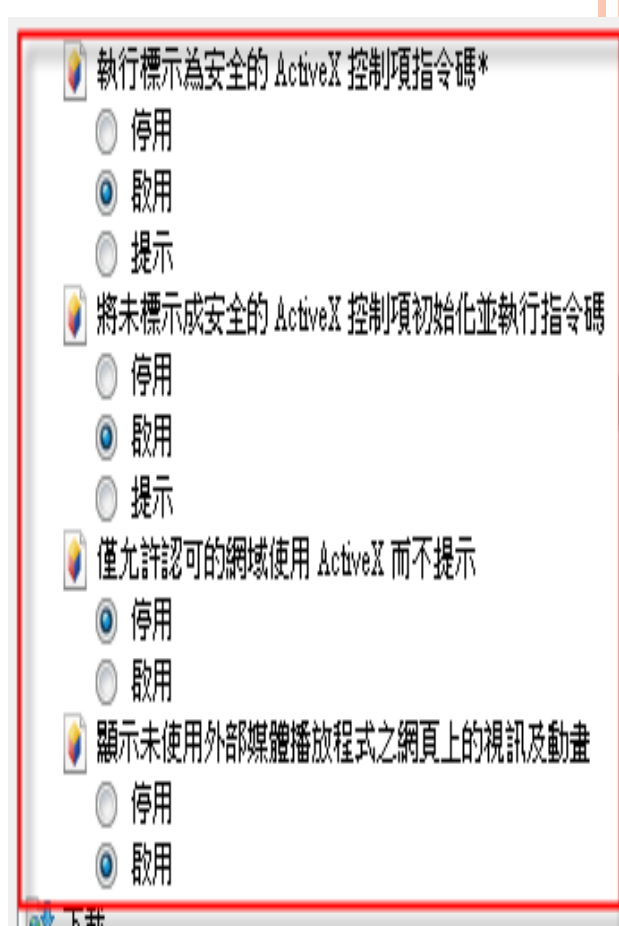 執行標示為安全的 ActiveX 控制項指令碼*
停用
啟用
提示
將未標示成安全的 ActiveX 控制項初始化並執行指令碼
停用
啟用
提示
僅允許認可的網域使用 ActiveX 而不提示
停用
啟用
顯示未使用外部媒體播放程式之網頁上的視訊及動畫
停用
啟用
下載